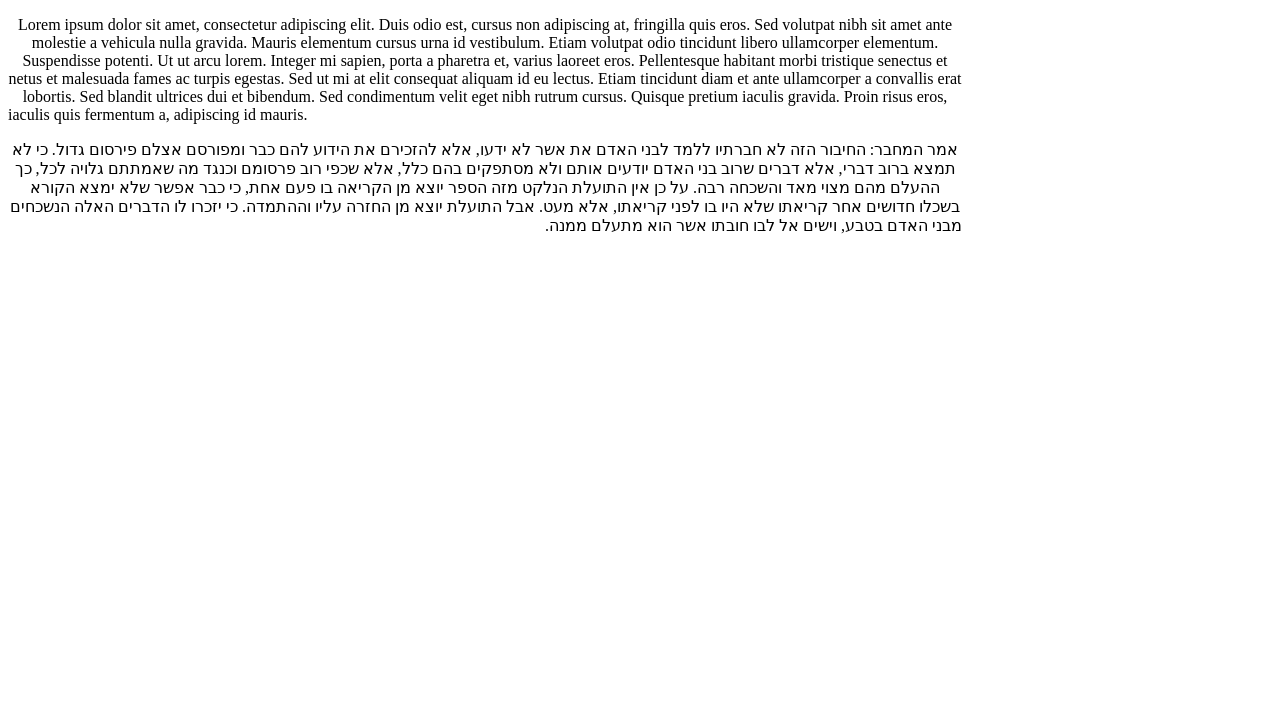 Lorem ipsum dolor sit amet, consectetur adipiscing elit. Duis odio est, cursus non adipiscing at, fringilla quis eros. Sed volutpat nibh sit amet ante
molestie a vehicula nulla gravida. Mauris elementum cursus urna id vestibulum. Etiam volutpat odio tincidunt libero ullamcorper elementum.
Suspendisse potenti. Ut ut arcu lorem. Integer mi sapien, porta a pharetra et, varius laoreet eros. Pellentesque habitant morbi tristique senectus et
netus et malesuada fames ac turpis egestas. Sed ut mi at elit consequat aliquam id eu lectus. Etiam tincidunt diam et ante ullamcorper a convallis erat
lobortis. Sed blandit ultrices dui et bibendum. Sed condimentum velit eget nibh rutrum cursus. Quisque pretium iaculis gravida. Proin risus eros,
iaculis quis fermentum a, adipiscing id mauris.
אמר המחבר: החיבור הזה לא חברתיו ללמד לבני האדם את אשר לא ידעו, אלא להזכירם את הידוע להם כבר ומפורסם אצלם פירסום גדול. כי לא
תמצא ברוב דברי, אלא דברים שרוב בני האדם יודעים אותם ולא מסתפקים בהם כלל, אלא שכפי רוב פרסומם וכנגד מה שאמתתם גלויה לכל, כך
ההעלם מהם מצוי מאד והשכחה רבה. על כן אין התועלת הנלקט מזה הספר יוצא מן הקריאה בו פעם אחת, כי כבר אפשר שלא ימצא הקורא
בשכלו חדושים אחר קריאתו שלא היו בו לפני קריאתו, אלא מעט. אבל התועלת יוצא מן החזרה עליו וההתמדה. כי יזכרו לו הדברים האלה הנשכחים
מבני האדם בטבע, וישים אל לבו חובתו אשר הוא מתעלם ממנה.